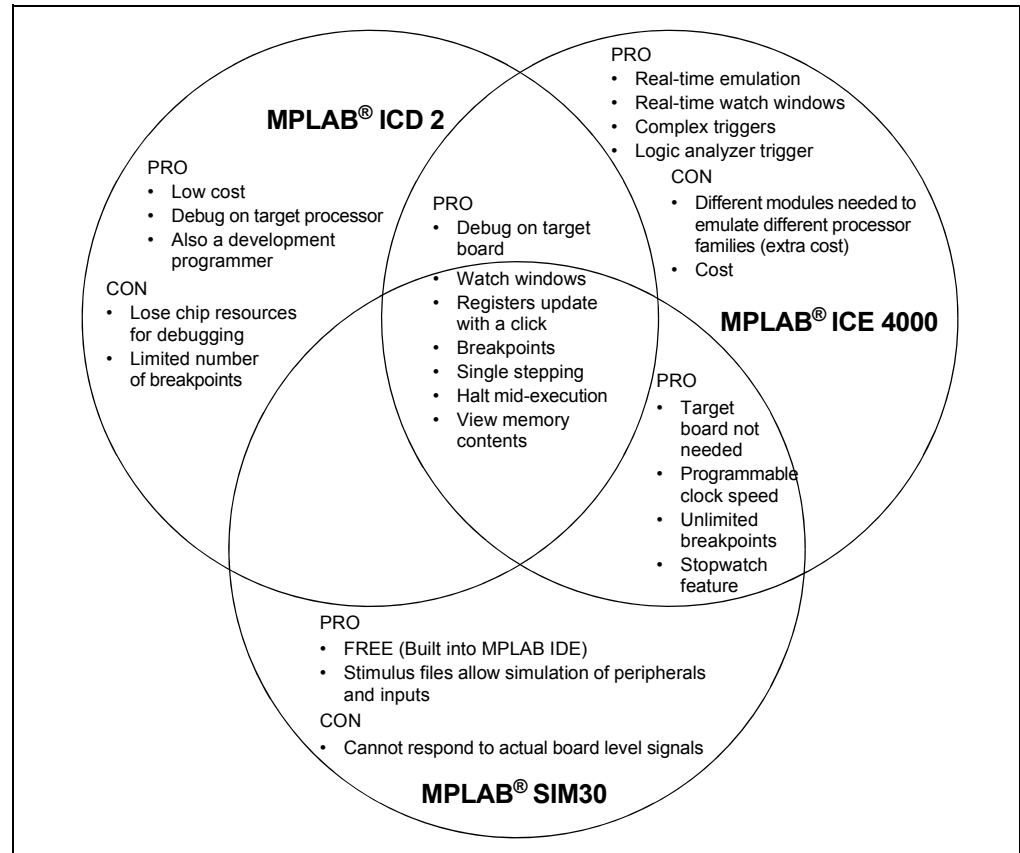 MPLAB® ICD 2
PRO
• Low cost
• Debug on target processor
• Also a development
programmer
CON
• Lose chip resources
for debugging
• Limited number
of breakpoints
PRO
• Debug on target
board
• Watch windows
• Registers update
with a click
• Breakpoints
• Single stepping
• Halt mid-execution
• View memory
contents
PRO
• Real-time emulation
• Real-time watch windows
• Complex triggers
• Logic analyzer trigger
CON
• Different modules needed to
emulate different processor
families (extra cost)
• Cost
MPLAB® ICE 4000
PRO
• Target
board not
needed
• Programmable
clock speed
• Unlimited
breakpoints
• Stopwatch
feature
PRO
• FREE (Built into MPLAB IDE)
• Stimulus files allow simulation of peripherals
and inputs
CON
• Cannot respond to actual board level signals
MPLAB® SIM30